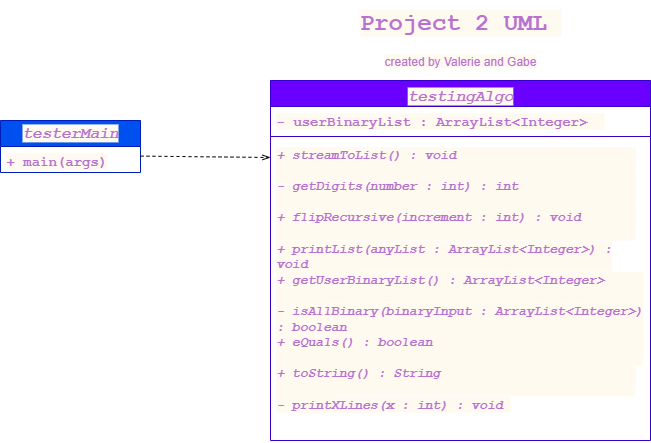 Project 2 UML
created by Valerie and Gabe
testerMain
+ main(args)
testingAlgo
- userBinaryList : ArrayList<Integer>
+ streamToList() : void
- getDigits(number : int) : int
+ flipRecursive(increment : int) : void
+ printList(anyList : ArrayList<Integer>) :
void
+ getUserBinaryList() : ArrayList<Integer>
- isAllBinary(binaryInput : ArrayList<Integer>)
: boolean
+ eQuals() : boolean
+ toString() : String
- printXLines(x : int) : void